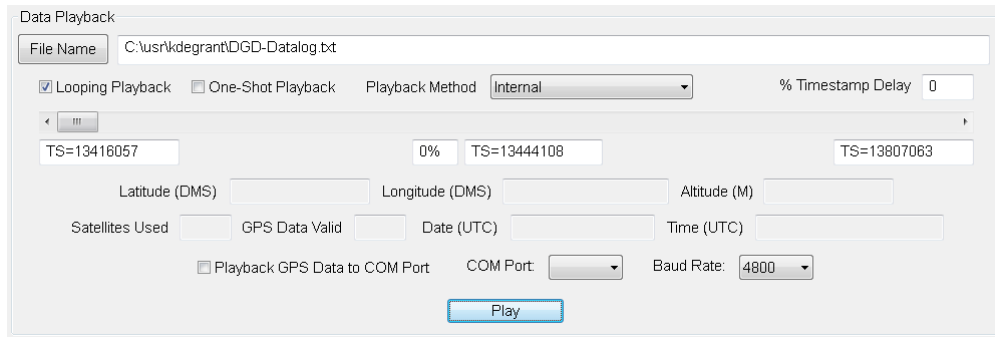 Data Playback
File Name C:\usr\kdegrant\DGD-Datalog.txt
Looping Playback One-Shot Playback Playback Method Internal % Timestamp Delay 0
TS=13416057 0% TS=13444108 TS=13807063
Latitude (DMS) Longitude (DMS) Altitude (M)
Satellites Used GPS Data Valid Date (UTC) Time (UTC)
Playback GPS Data to COM Port COM Port: Baud Rate: 4800
Play